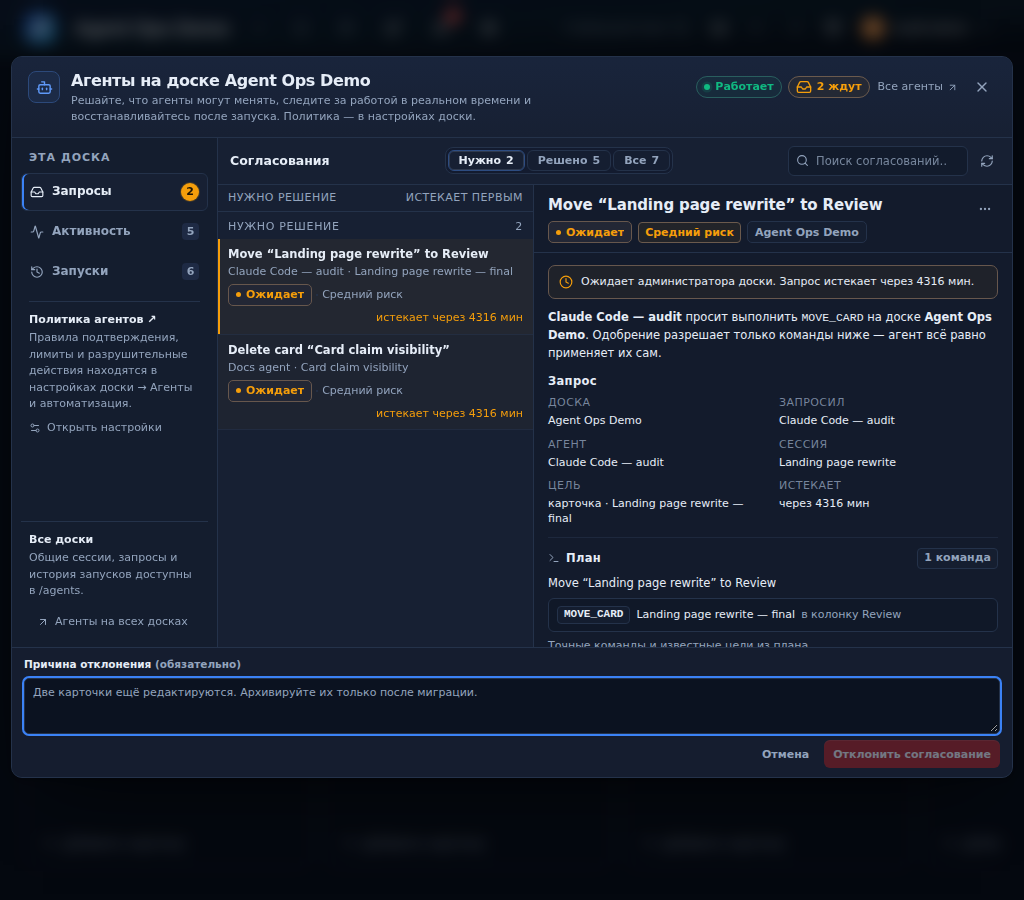 Агенты на доске Agent Ops Demo
Решайте, что агенты могут менять, следите за работой в реальном времени и
восстанавливайтесь после запуска. Политика — в настройках доски.
Работает
2 ждут
Все агенты
ЭТА ДОСКА
Запросы 2
Активность 5
Запуски 6
Политика агентов ↗
Правила подтверждения,
лимиты и разрушительные
действия находятся в
настройках доски → Агенты
и автоматизация.
Открыть настройки
Все доски
Общие сессии, запросы и
история запусков доступны
в /agents.
Агенты на всех досках
Согласования
Нужно 2
Решено 5
Все 7
Поиск согласований..
НУЖНО РЕШЕНИЕ ИСТЕКАЕТ ПЕРВЫМ
НУЖНО РЕШЕНИЕ 2
Move “Landing page rewrite” to Review
Claude Code — audit · Landing page rewrite — final
Ожидает Средний риск
истекает через 4316 мин
Delete card “Card claim visibility”
Docs agent · Card claim visibility
Ожидает Средний риск
истекает через 4316 мин
Move “Landing page rewrite” to Review
...
Ожидает Средний риск Agent Ops Demo
Ожидает администратора доски. Запрос истекает через 4316 мин.
Claude Code — audit просит выполнить MOVE_CARD на доске Agent Ops
Demo. Одобрение разрешает только команды ниже — агент всё равно
применяет их сам.
Запрос
ДОСКА
Agent Ops Demo
ЗАПРОСИЛ
Claude Code — audit
АГЕНТ
Claude Code — audit
СЕССИЯ
Landing page rewrite
ЦЕЛЬ
карточка · Landing page rewrite —
final
ИСТЕКАЕТ
через 4316 мин
План
1 команда
Move “Landing page rewrite” to Review
MOVE_CARD Landing page rewrite — final в колонку Review
Точные команды и известные цели из плана
Причина отклонения (обязательно)
Две карточки ещё редактируются. Архивируйте их только после миграции.
Отмена
Отклонить согласование